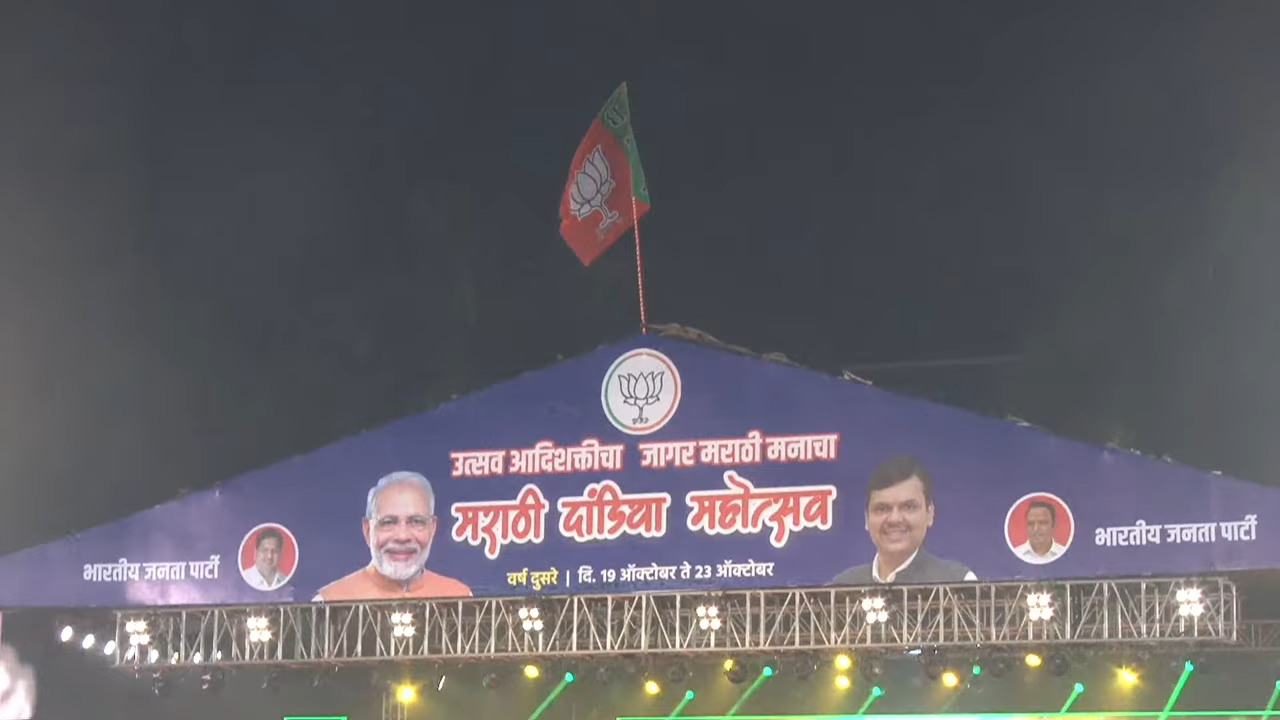 उत्सव आदिशक्तीचा जागर मराठी मनाचा
मराठी दांडिया महोत्सव
वर्ष दुसरे | दि. 19 ऑक्टोबर ते 23 ऑक्टोबर
भारतीय जनता पार्टी
भारतीय जनता पार्टी